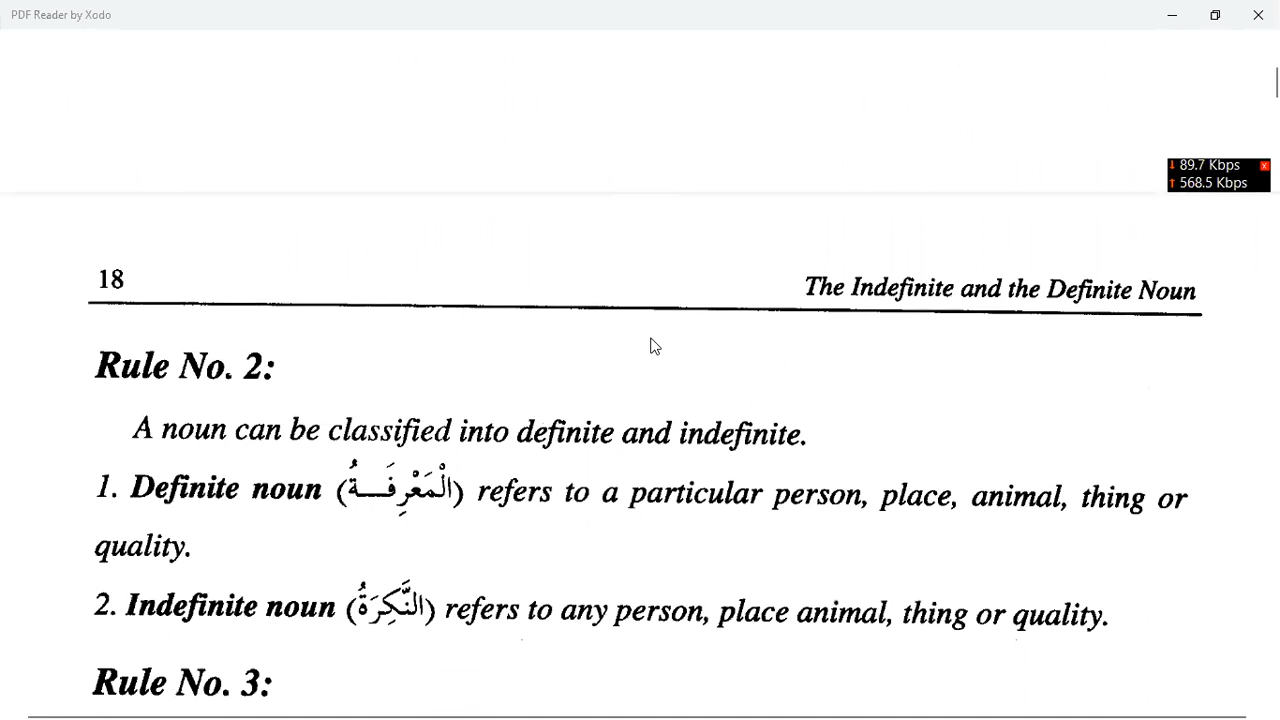 PDF Reader by Xodo
↓ 89.7 Kbps x
↑ 568.5 Kbps
18 The Indefinite and the Definite Noun
Rule No. 2:
A noun can be classified into definite and indefinite.
1. Definite noun (الْمَعْرِفَـــةُ) refers to a particular person, place, animal, thing or
quality.
2. Indefinite noun (النَّكِرَةُ) refers to any person, place animal, thing or quality.
Rule No. 3: